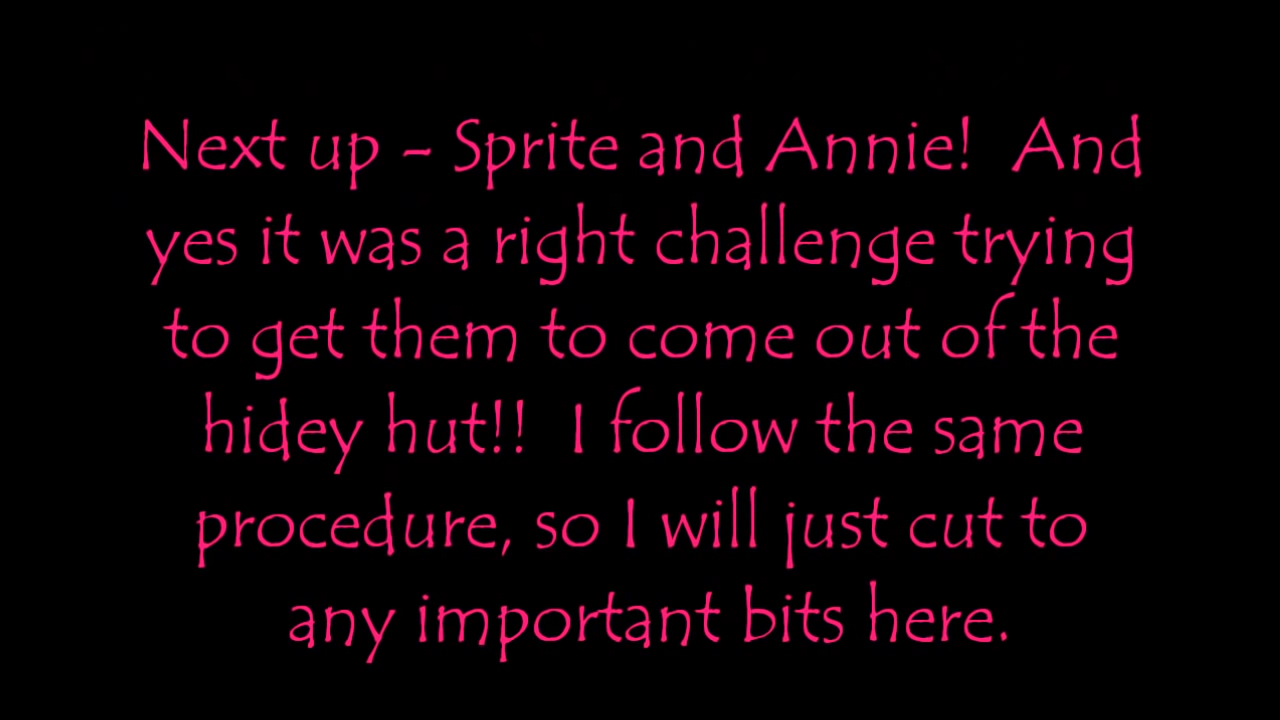 Next up - Sprite and Annie!  And
yes it was a right challenge trying
to get them to come out of the
hidey hut!!  I follow the same
procedure, so I will just cut to
any important bits here.